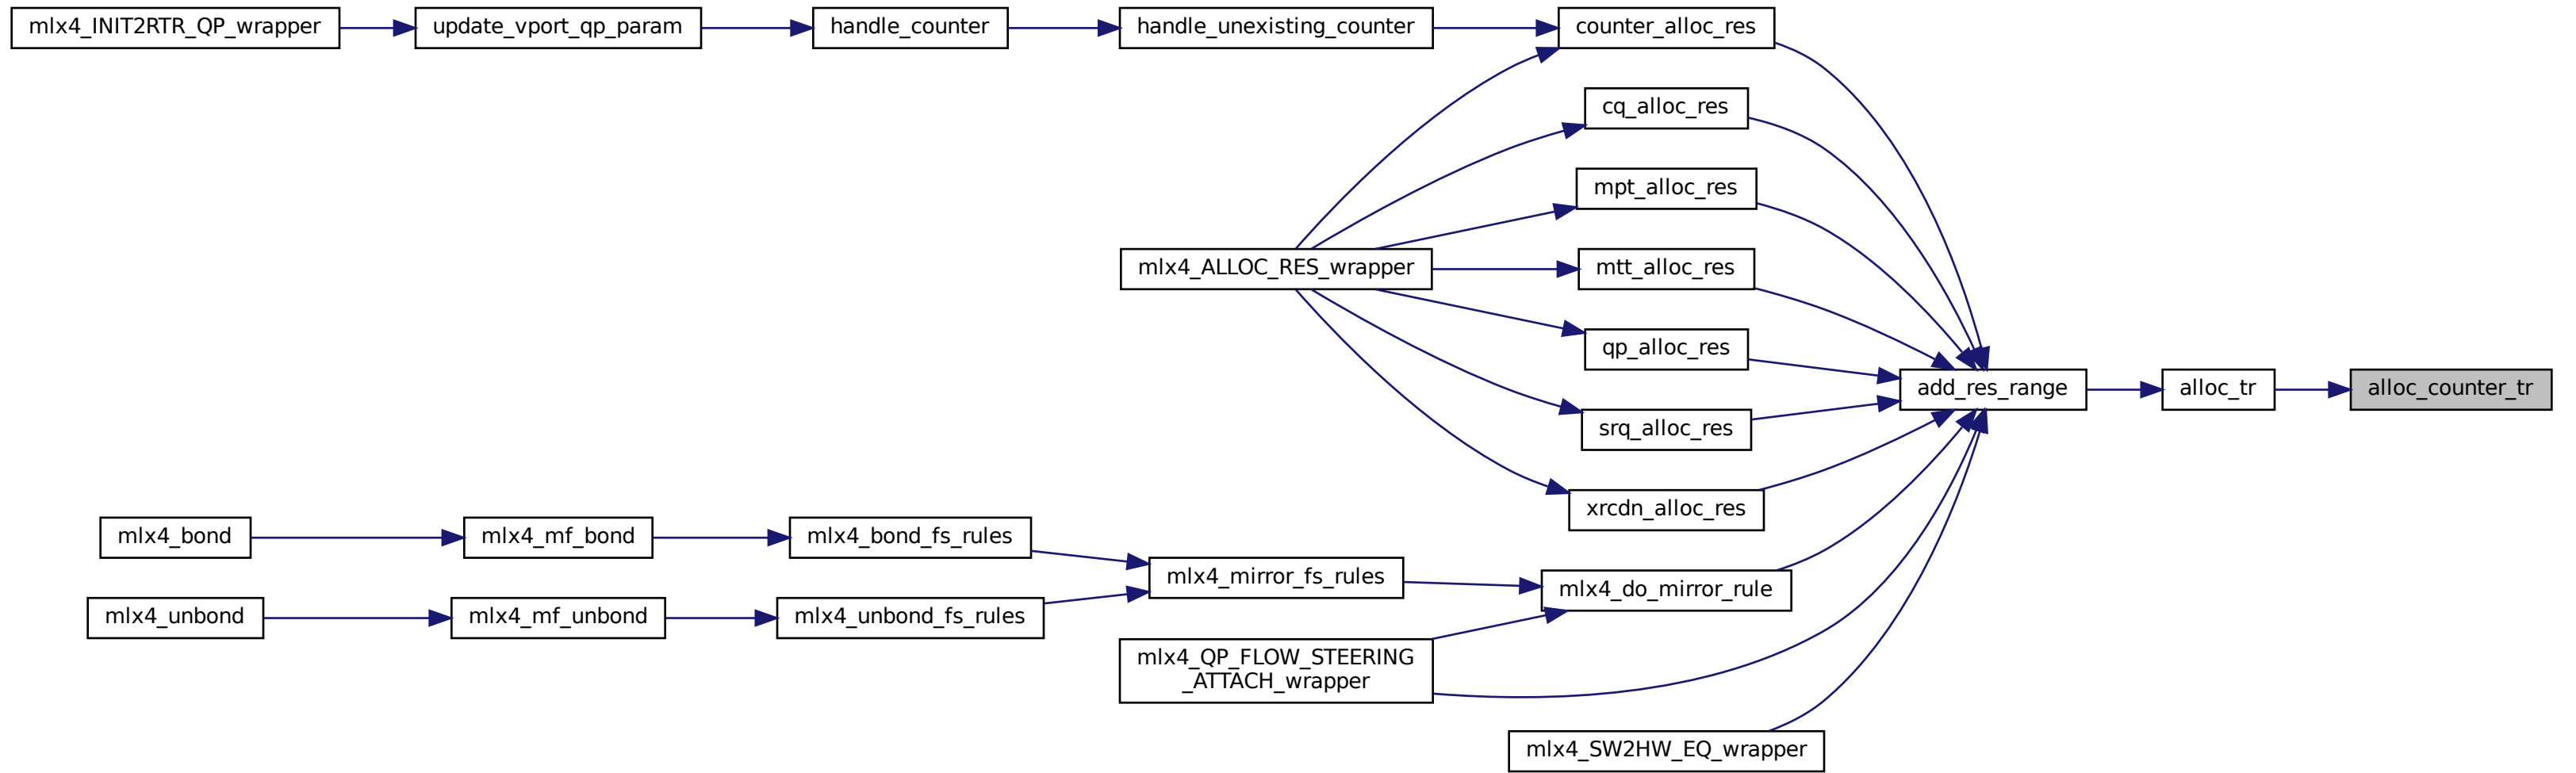 mlx4_INIT2RTR_QP_wrapper
update_vport_qp_param
handle_counter
handle_unexisting_counter
counter_alloc_res
cq_alloc_res
mpt_alloc_res
mlx4_ALLOC_RES_wrapper
mtt_alloc_res
qp_alloc_res
add_res_range
alloc_tr
alloc_counter_tr
srq_alloc_res
xrcdn_alloc_res
mlx4_bond
mlx4_mf_bond
mlx4_bond_fs_rules
mlx4_mirror_fs_rules
mlx4_do_mirror_rule
mlx4_unbond
mlx4_mf_unbond
mlx4_unbond_fs_rules
mlx4_QP_FLOW_STEERING
_ATTACH_wrapper
mlx4_SW2HW_EQ_wrapper